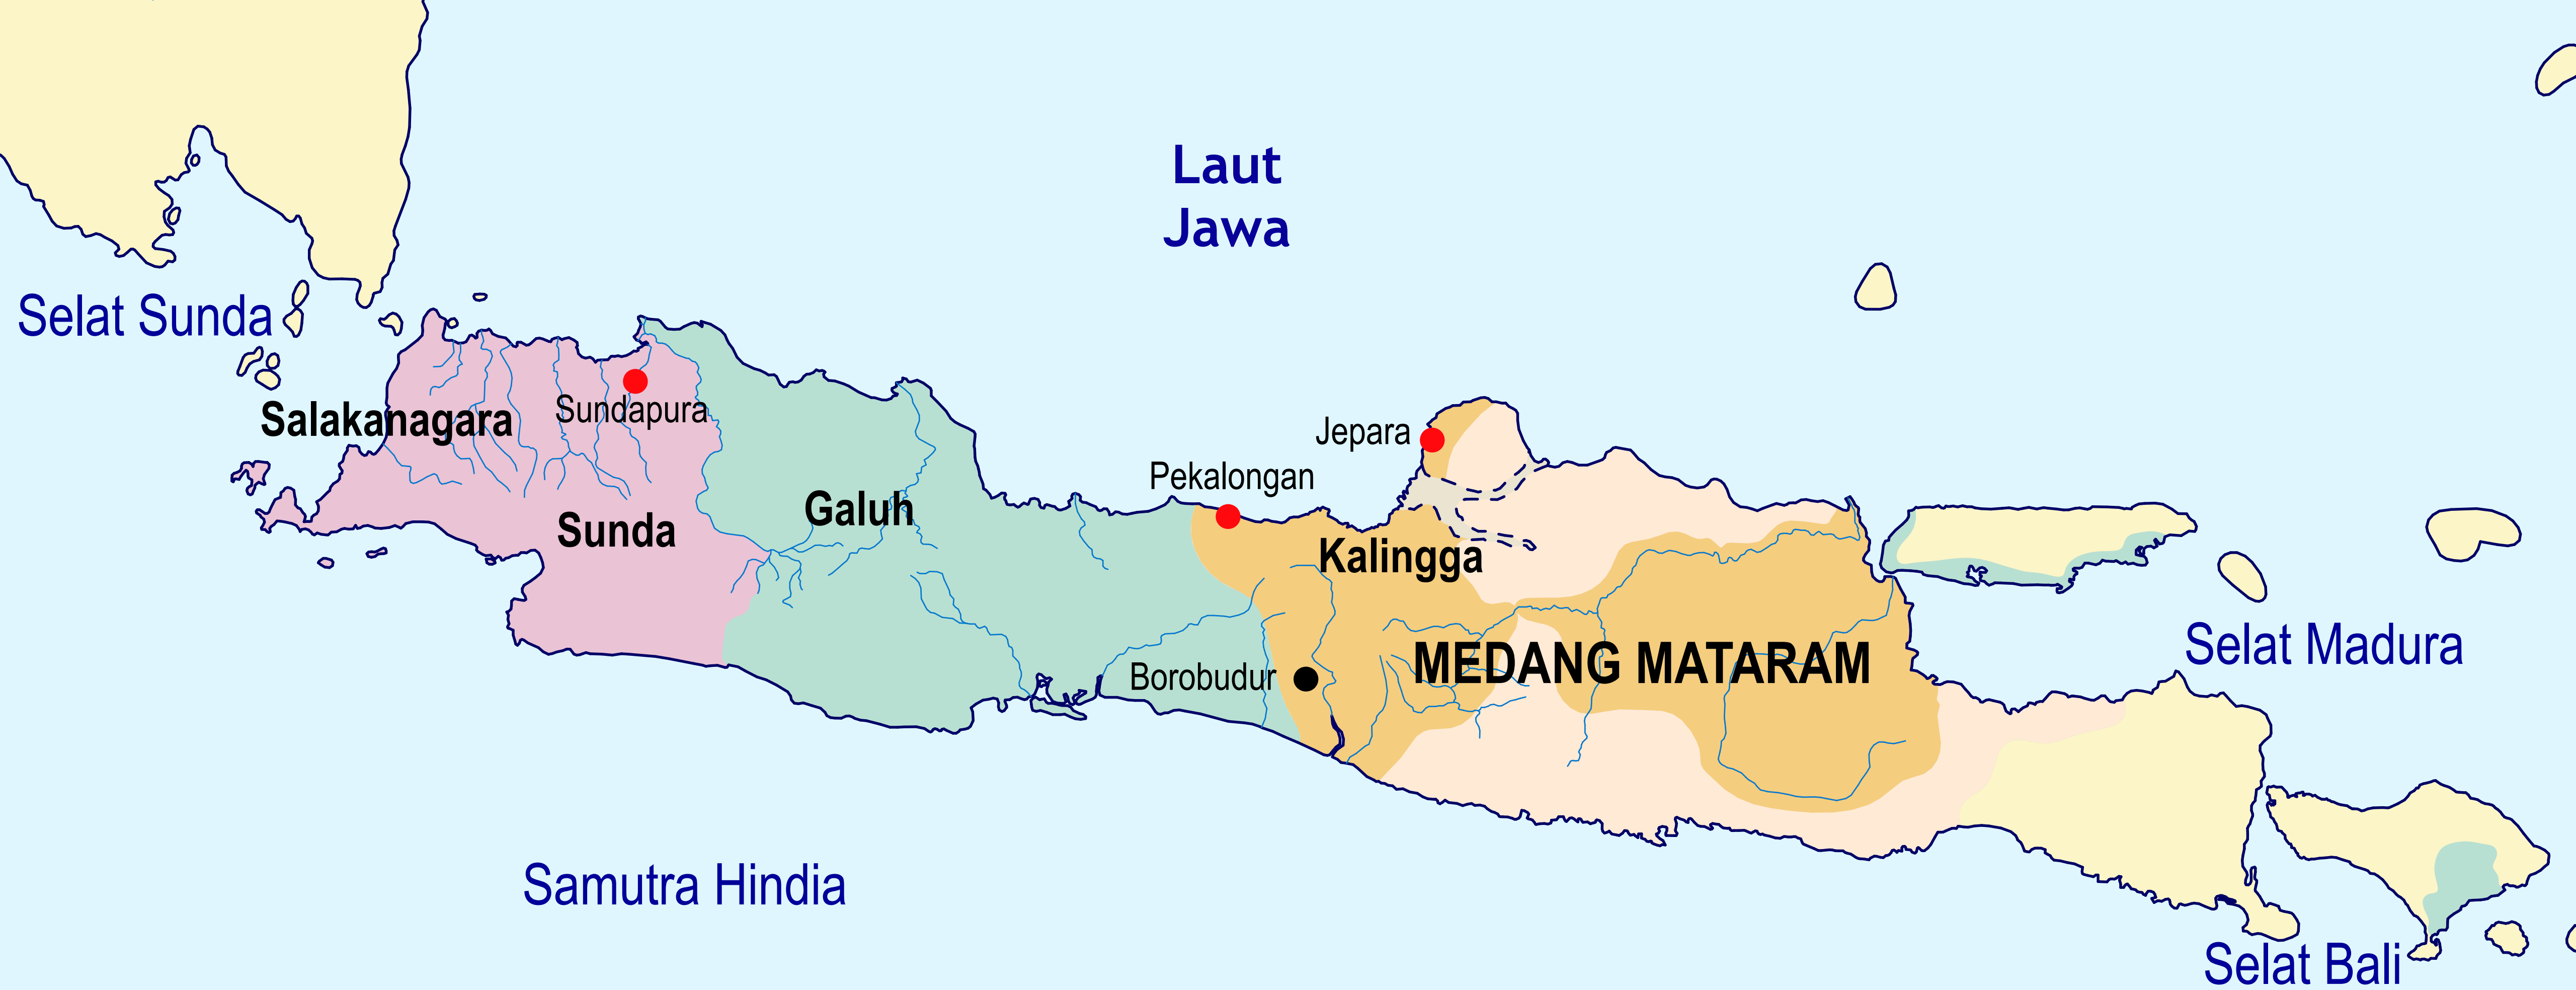 Laut
Jawa
Selat Sunda
Salakanagara
Sundapura
Jepara
Pekalongan
Galuh
Sunda
Kalingga
Selat Madura
MEDANG MATARAM
Borobudur
Samutra Hindia
Selat Bali